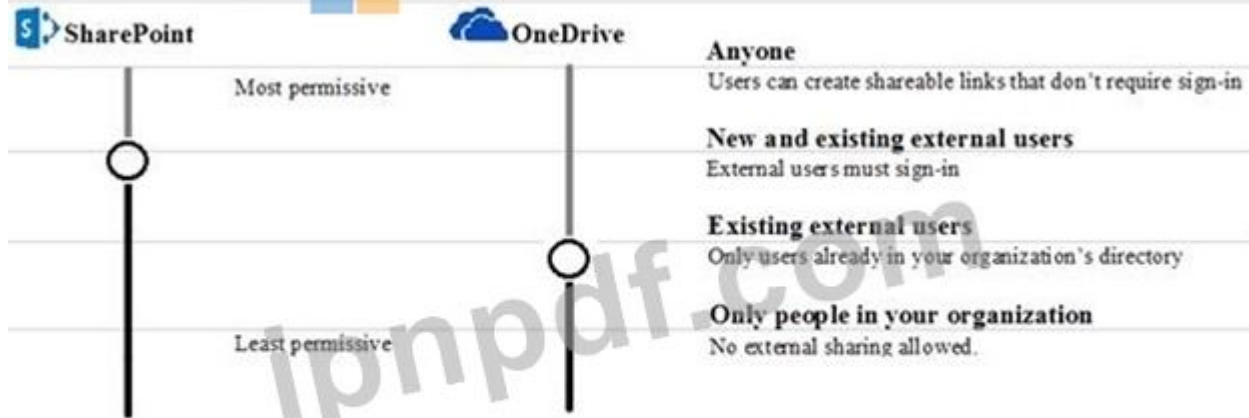 SharePoint
OneDrive
Most permissive
Anyone
Users can create shareable links that don't require sign-in
New and existing external users
External users must sign-in
Existing external users
Only users already in your organization's directory
Only people in your organization
Least permissive
No external sharing allowed.
lpnpdf.com